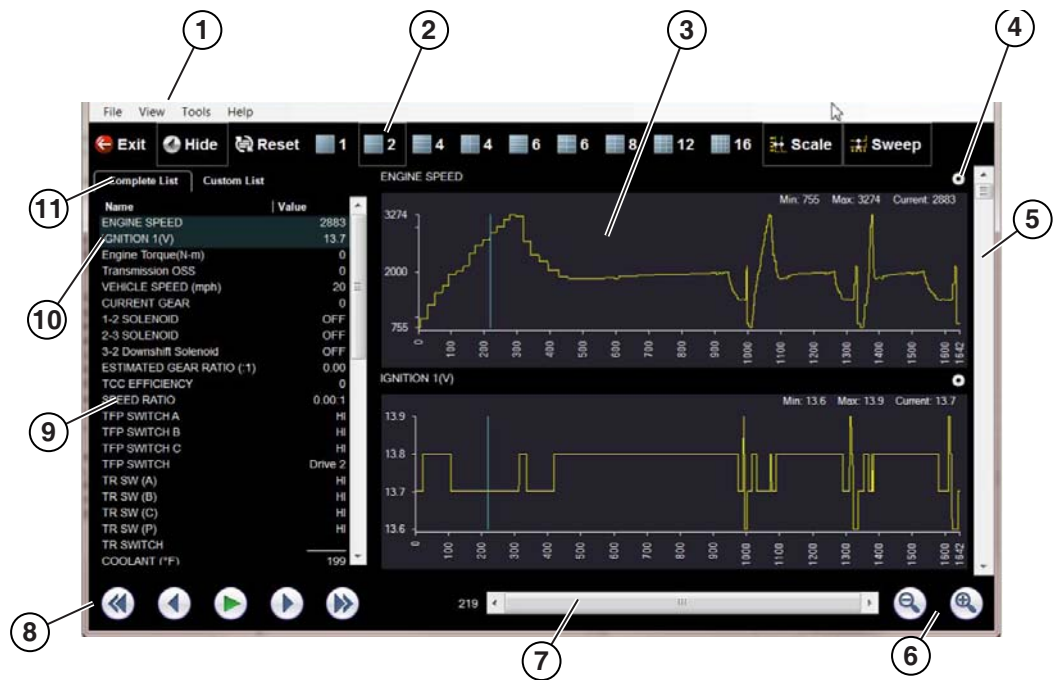 1 2 3 4
File View Tools Help
Exit Hide Reset 1 2 4 4 6 6 8 12 16 Scale Sweep
11
Complete List Custom List
Name Value
ENGINE SPEED 2883
IGNITION 1(V) 13.7
Engine Torque(N-m) 0
Transmission OSS 0
VEHICLE SPEED (mph) 20
CURRENT GEAR 0
1-2 SOLENOID OFF
2-3 SOLENOID OFF
3-2 Downshift Solenoid OFF
ESTIMATED GEAR RATIO (:1) 0.00
TCC EFFICIENCY 0
SPEED RATIO 0.00:1
TFP SWITCH A HI
TFP SWITCH B HI
TFP SWITCH C HI
TFP SWITCH Drive 2
TR SW (A) HI
TR SW (B) HI
TR SW (C) HI
TR SW (P) HI
TR SWITCH
COOLANT (°F) 199
10
9
ENGINE SPEED
Min: 755 Max: 3274 Current: 2883
3274
2000
755
0 100 200 300 400 500 600 700 800 900 1000 1100 1200 1300 1400 1500 1600 1642
5
IGNITION 1(V)
Min: 13.6 Max: 13.9 Current: 13.7
13.9
13.8
13.7
13.6
0 100 200 300 400 500 600 700 800 900 1000 1100 1200 1300 1400 1500 1600 1642
219
8 7 6